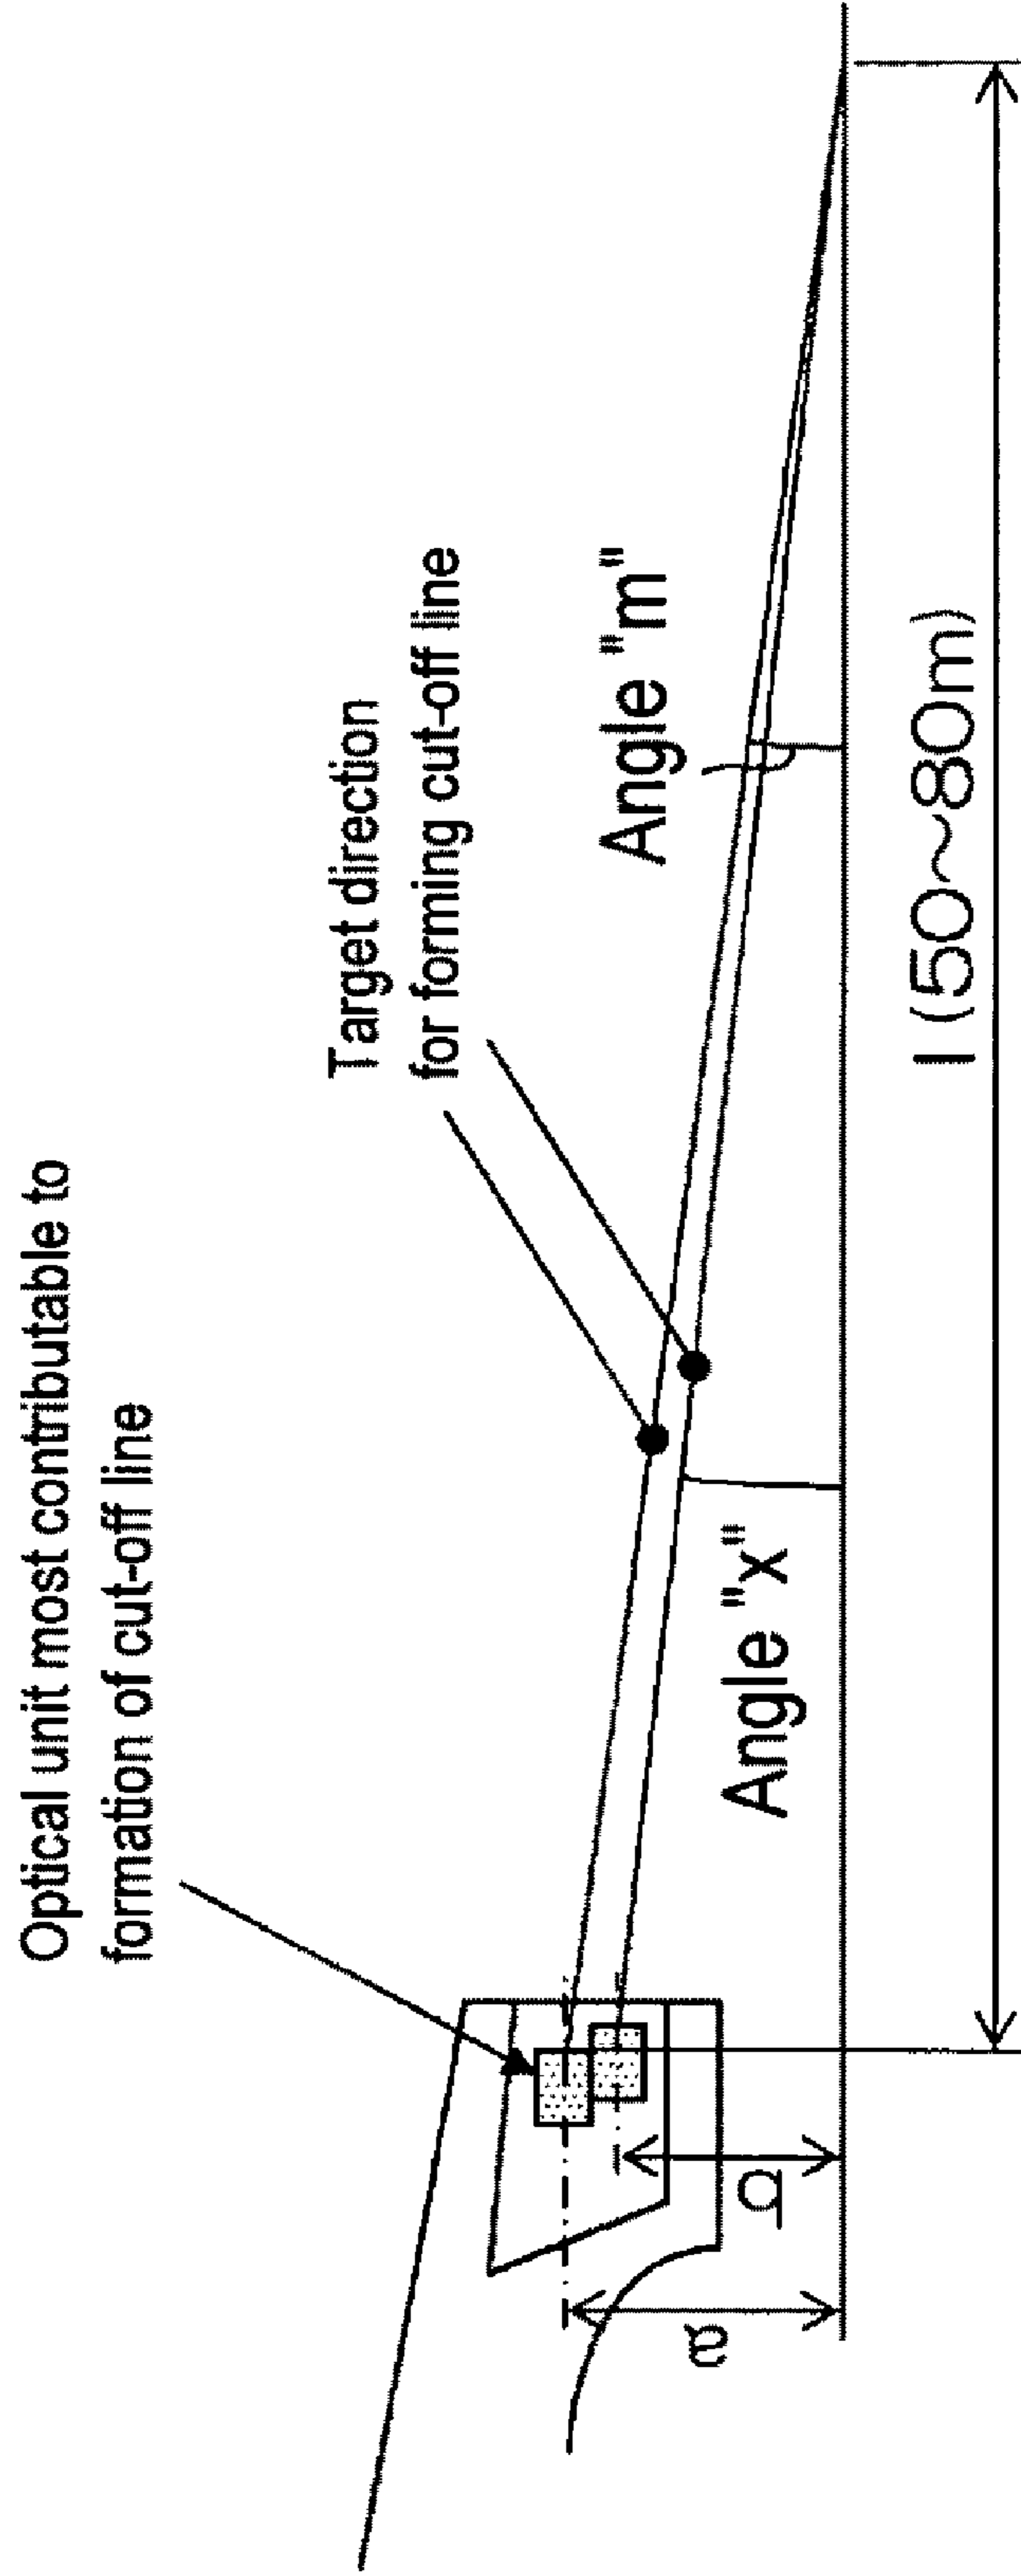 Optical unit most contributable to
formation of cut-off line
Target direction
for forming cut-off line
Angle "m"
Angle "x"
l (50~80m)
a
b